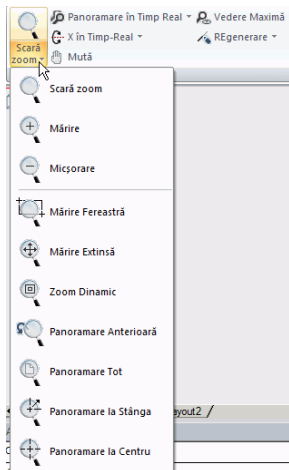 Panoramare în Timp Real
Vedere Maximă
X în Timp-Real
REgenerare
Scară
zoom
Mută
Scară zoom
Mărire
Micșorare
Mărire Fereastră
Mărire Extinsă
Zoom Dinamic
Panoramare Anterioară
Panoramare Tot
Panoramare la Stânga
ayout2
Panoramare la Centru